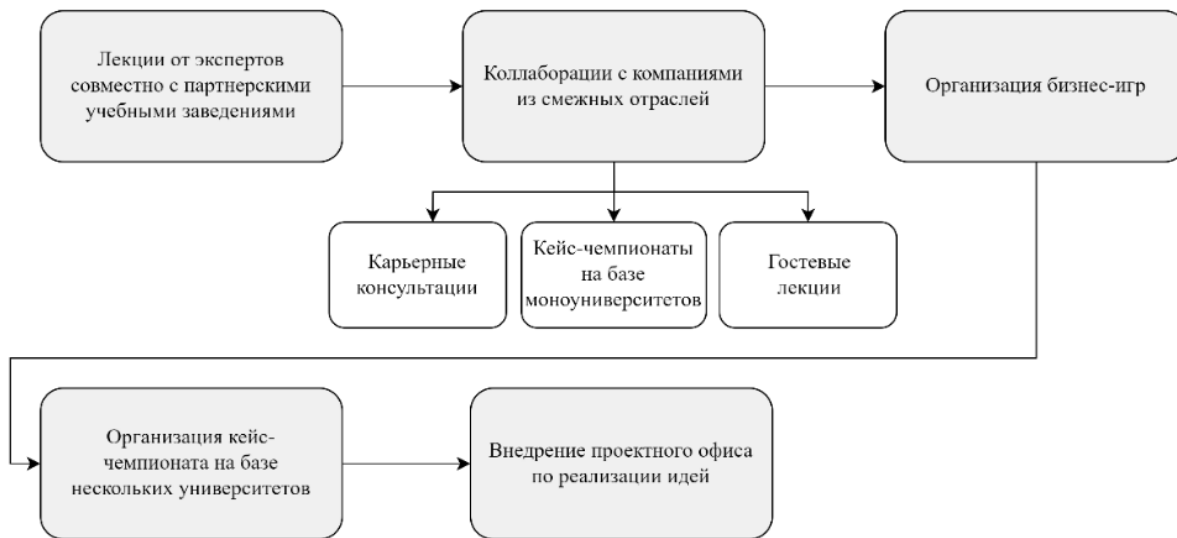 Лекции от экспертов
совместно с партнерскими
учебными заведениями
Коллаборации с компаниями
из смежных отраслей
Организация бизнес-игр
Карьерные
консультации
Кейс-чемпионаты
на базе
моноуниверситетов
Гостевые
лекции
Организация кейс-
чемпионата на базе
нескольких университетов
Внедрение проектного офиса
по реализации идей